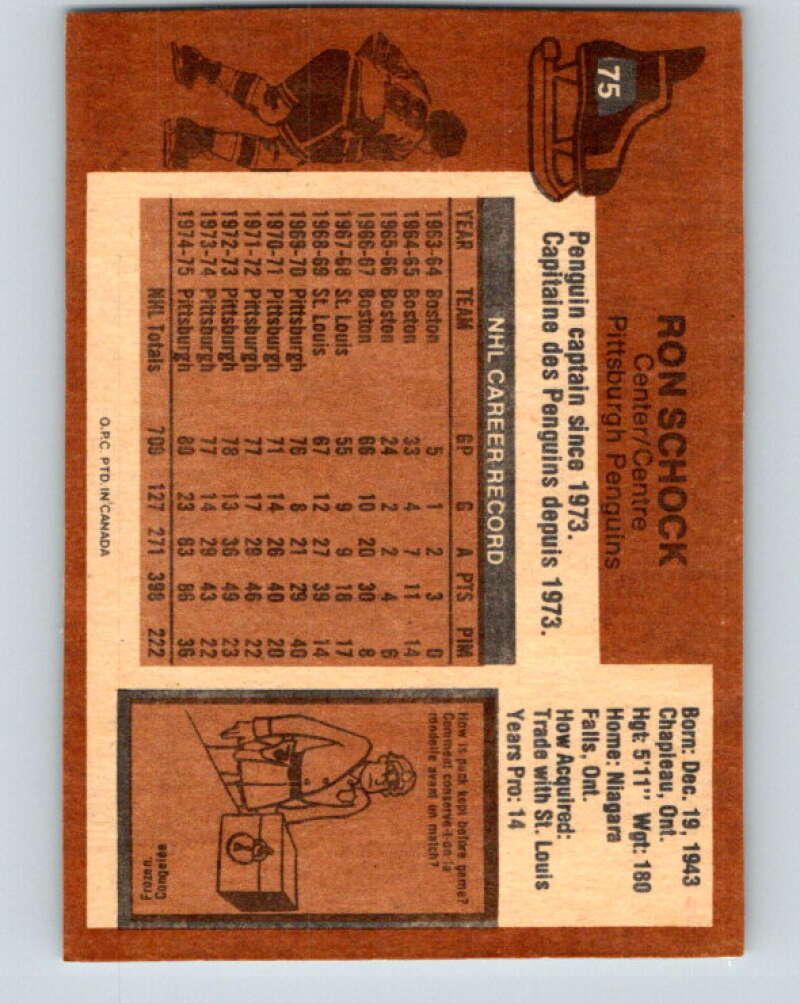 75
RON SCHOCK
Center/Centre
Pittsburgh Penguins
Penguin captain since 1973.
Capitaine des Penguins depuis 1973.
Born: Dec. 19, 1943
Chapleau, Ont.
Hgt: 5'11" Wgt: 180
Home: Niagara
Falls, Ont.
How Acquired:
Trade with St. Louis
Years Pro: 14
NHL CAREER RECORD
YEAR TEAM GP G A PTS PIM
1963-64 Boston 5 1 2 3 0
1964-65 Boston 33 4 7 11 14
1965-66 Boston 24 2 2 4 6
1966-67 Boston 66 10 20 30 8
1967-68 St. Louis 55 9 9 18 17
1968-69 St. Louis 67 12 27 39 14
1969-70 Pittsburgh 76 8 21 29 40
1970-71 Pittsburgh 71 14 26 40 20
1971-72 Pittsburgh 77 17 29 46 22
1972-73 Pittsburgh 78 13 36 49 23
1973-74 Pittsburgh 77 14 29 43 22
1974-75 Pittsburgh 80 23 63 86 36
NHL Totals 709 127 271 398 222
How is puck kept before game?
Comment conserve-t-on la
rondelle avant un match?
Frozen.
Congelée
O.P.C. PTD. IN CANADA